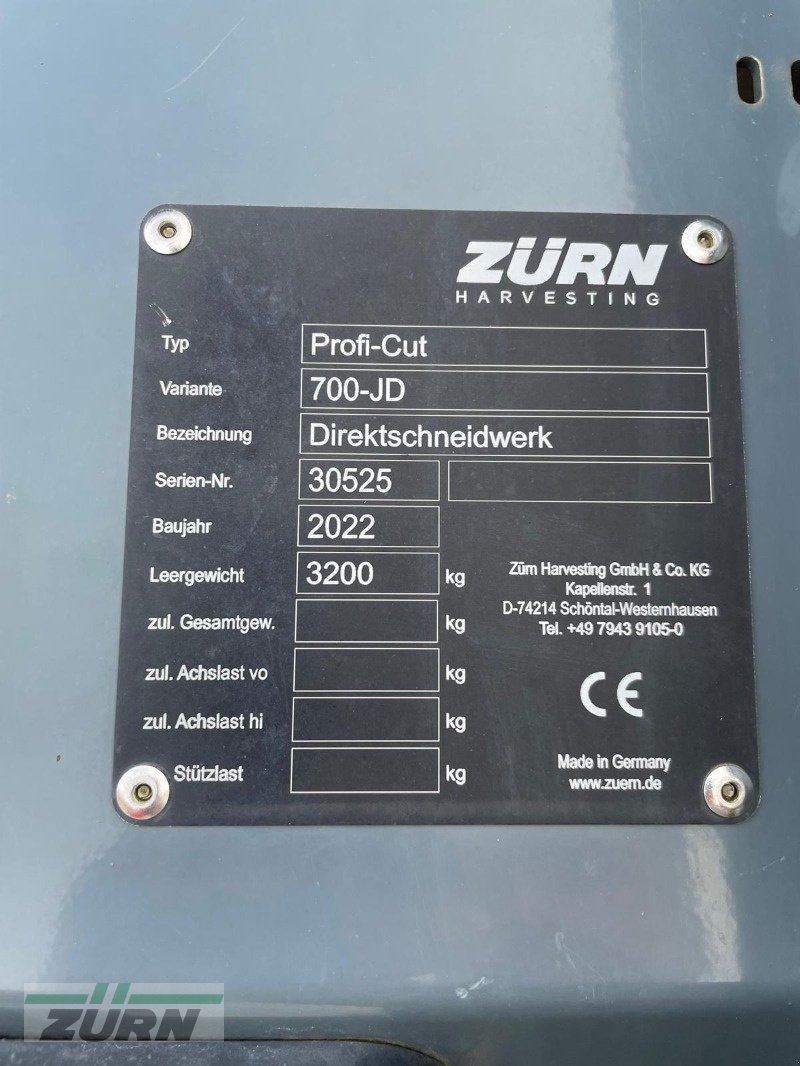 ZÜRN
HARVESTING
Typ Profi-Cut
Variante 700-JD
Bezeichnung Direktschneidwerk
Serien-Nr. 30525
Baujahr 2022
Leergewicht 3200 kg
zul. Gesamtgew. kg
zul. Achslast vo kg
zul. Achslast hi kg
Stützlast kg
Zürn Harvesting GmbH & Co. KG
Kapellenstr. 1
D-74214 Schöntal-Westernhausen
Tel. +49 7943 9105-0
CE
Made in Germany
www.zuern.de
ZÜRN